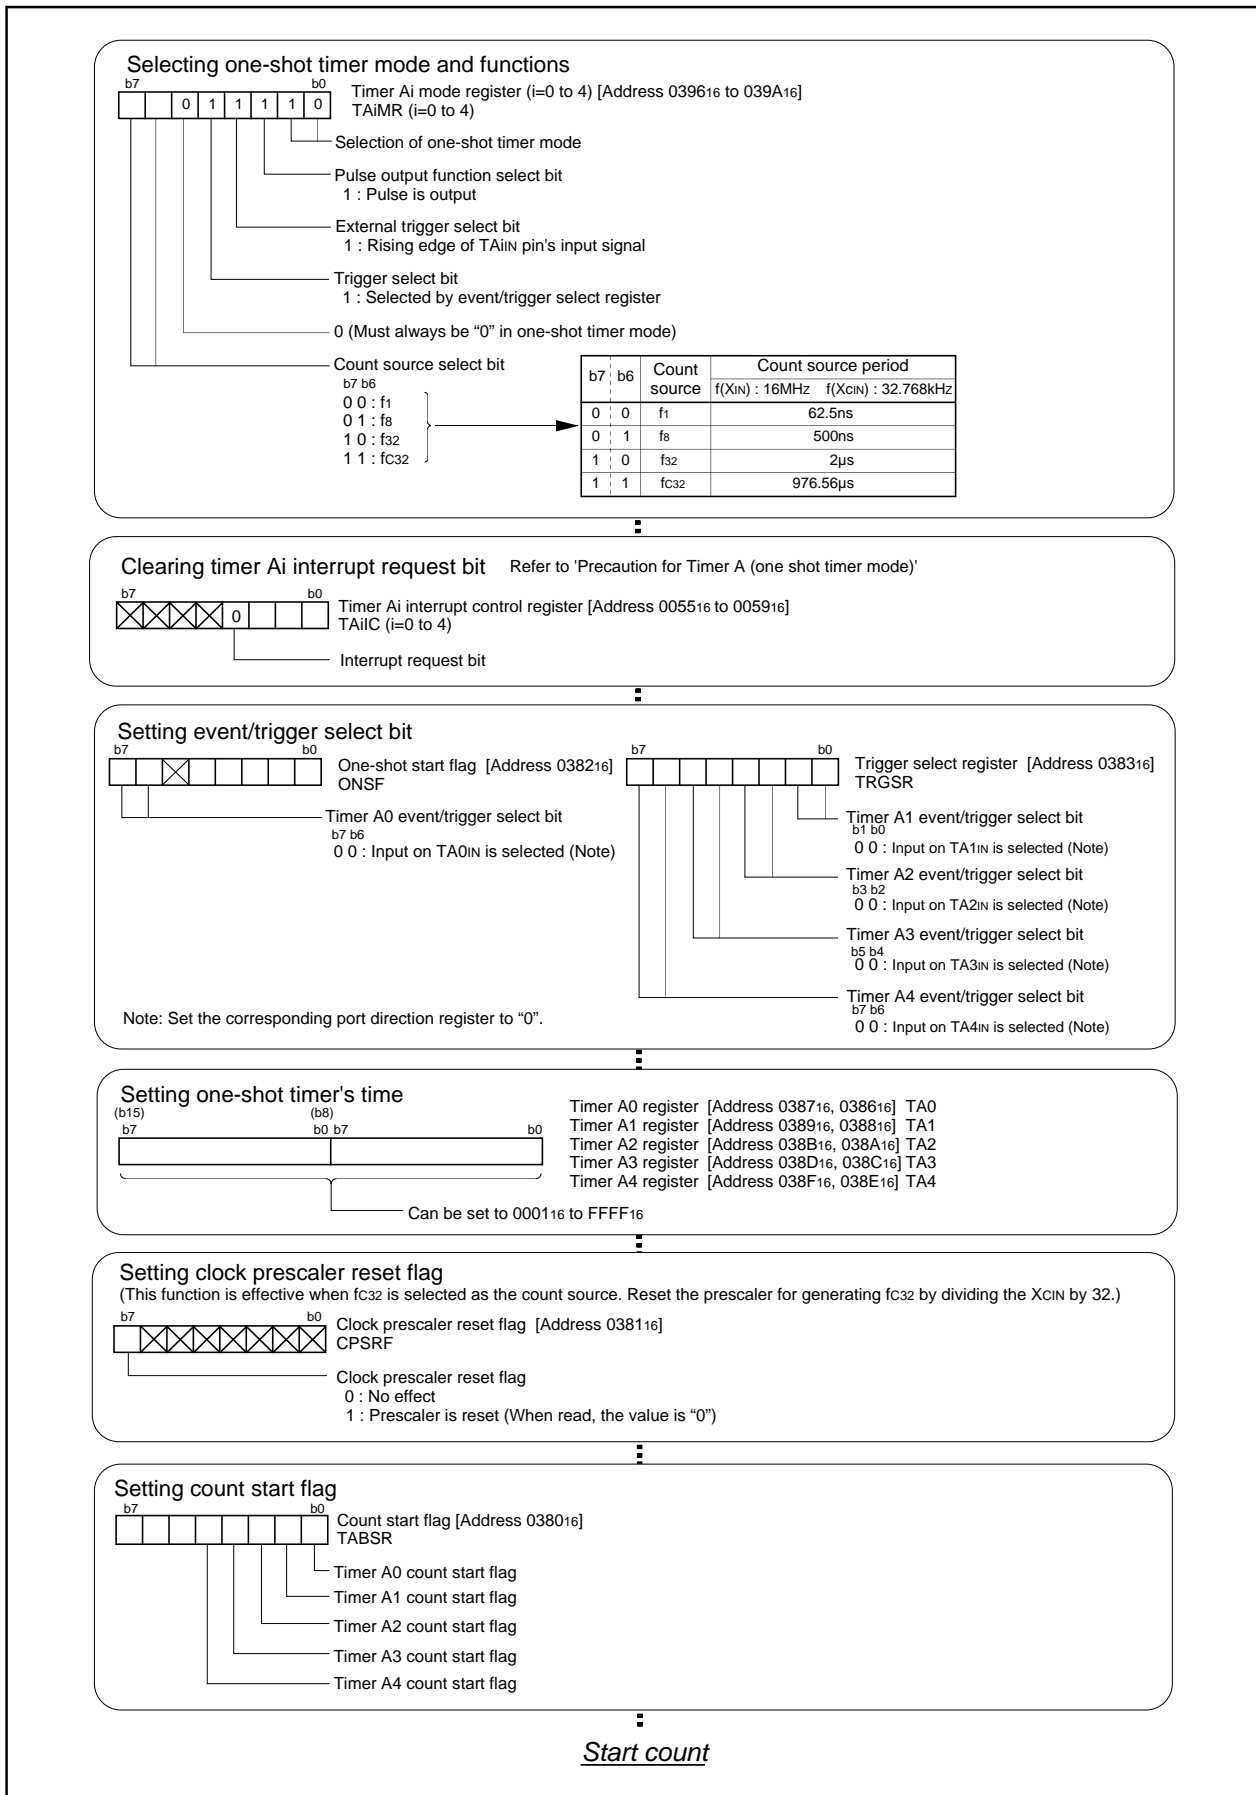 Selecting one-shot timer mode and functions
b7 b0
0 1 1 1 1 0
Timer Ai mode register (i=0 to 4) [Address 039616 to 039A16]
TAiMR (i=0 to 4)
Selection of one-shot timer mode
Pulse output function select bit
1 : Pulse is output
External trigger select bit
1 : Rising edge of TAiIN pin's input signal
Trigger select bit
1 : Selected by event/trigger select register
0 (Must always be “0” in one-shot timer mode)
Count source select bit
b7 b6
0 0 : f1
0 1 : f8
1 0 : f32
1 1 : fC32
b7 b6 Count source Count source period
f(XIN) : 16MHZ f(XCIN) : 32.768kHZ
0 0 f1 62.5ns
0 1 f8 500ns
1 0 f32 2µs
1 1 fC32 976.56µs
Clearing timer Ai interrupt request bit Refer to 'Precaution for Timer A (one shot timer mode)'
b7 b0
0
Timer Ai interrupt control register [Address 005516 to 005916]
TAiIC (i=0 to 4)
Interrupt request bit
Setting event/trigger select bit
b7 b0
One-shot start flag [Address 038216]
ONSF
Timer A0 event/trigger select bit
b7 b6
0 0 : Input on TA0IN is selected (Note)
b7 b0
Trigger select register [Address 038316]
TRGSR
Timer A1 event/trigger select bit
b1 b0
0 0 : Input on TA1IN is selected (Note)
Timer A2 event/trigger select bit
b3 b2
0 0 : Input on TA2IN is selected (Note)
Timer A3 event/trigger select bit
b5 b4
0 0 : Input on TA3IN is selected (Note)
Timer A4 event/trigger select bit
b7 b6
0 0 : Input on TA4IN is selected (Note)
Note: Set the corresponding port direction register to “0”.
Setting one-shot timer's time
(b15) (b8)
b7 b0 b7 b0
Timer A0 register [Address 038716, 038616] TA0
Timer A1 register [Address 038916, 038816] TA1
Timer A2 register [Address 038B16, 038A16] TA2
Timer A3 register [Address 038D16, 038C16] TA3
Timer A4 register [Address 038F16, 038E16] TA4
Can be set to 000116 to FFFF16
Setting clock prescaler reset flag
(This function is effective when fC32 is selected as the count source. Reset the prescaler for generating fC32 by dividing the XCIN by 32.)
b7 b0
Clock prescaler reset flag [Address 038116]
CPSRF
Clock prescaler reset flag
0 : No effect
1 : Prescaler is reset (When read, the value is “0”)
Setting count start flag
b7 b0
Count start flag [Address 038016]
TABSR
Timer A0 count start flag
Timer A1 count start flag
Timer A2 count start flag
Timer A3 count start flag
Timer A4 count start flag
Start count